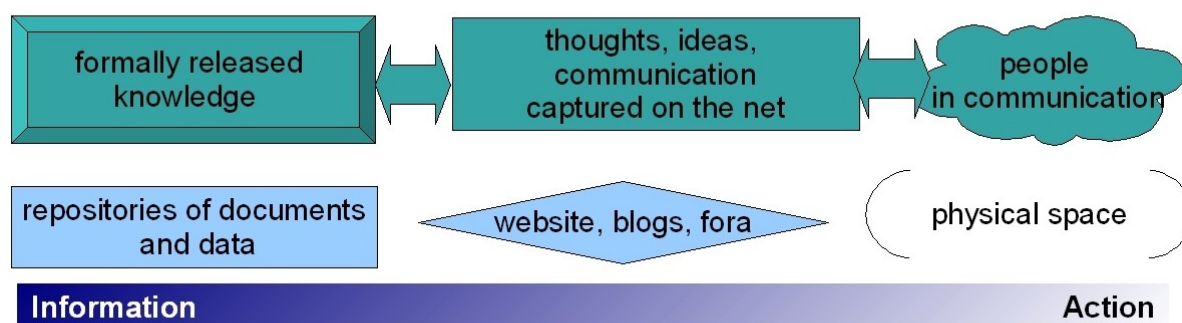 formally released
knowledge
thoughts, ideas,
communication
captured on the net
people
in communication
repositories of documents
and data
website, blogs, fora
physical space
Information
Action